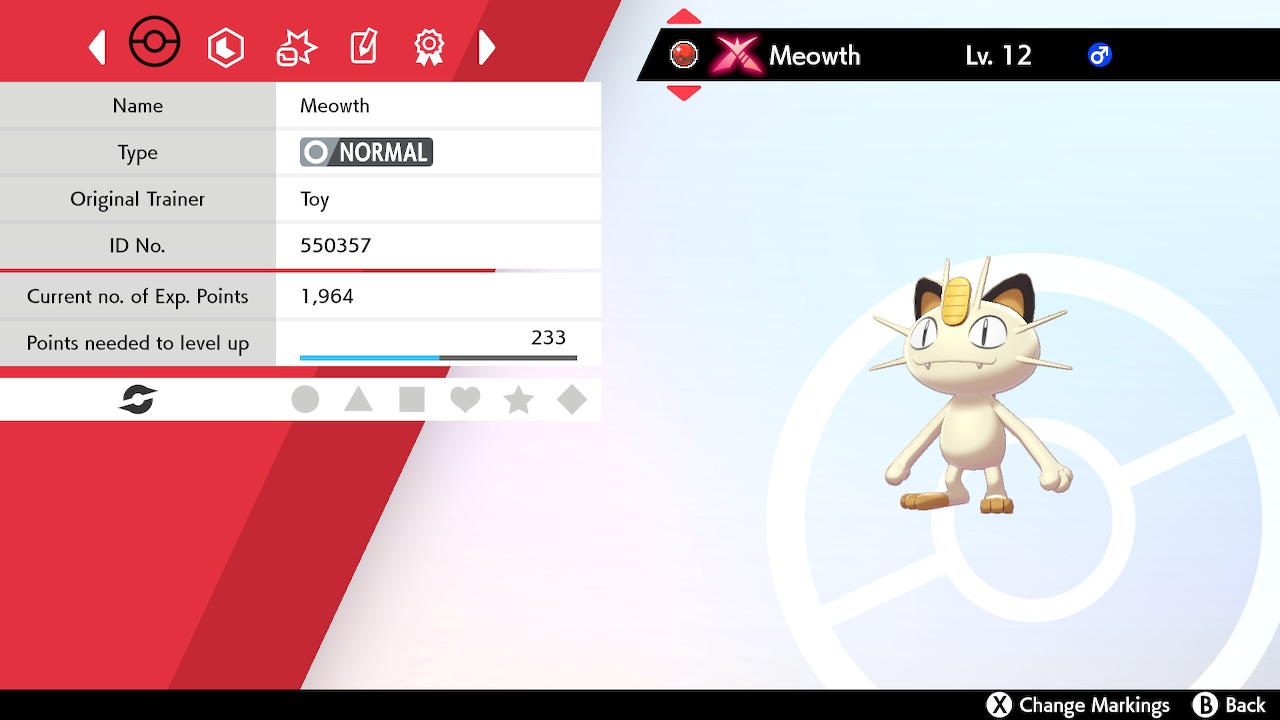 Meowth Lv. 12
Name Meowth
Type NORMAL
Original Trainer Toy
ID No. 550357
Current no. of Exp. Points 1,964
Points needed to level up 233
X Change Markings B Back